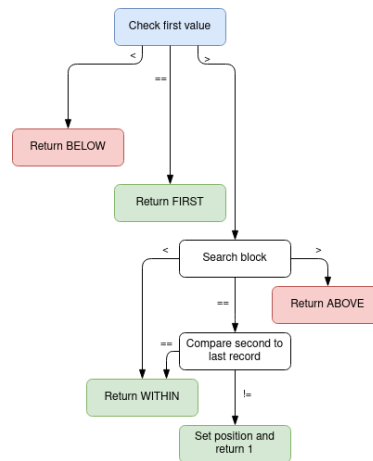 Check first value
<
==
>
Return BELOW
Return FIRST
Search block
<
>
==
Return ABOVE
Compare second to
last record
==
Return WITHIN
!=
Set position and
return 1